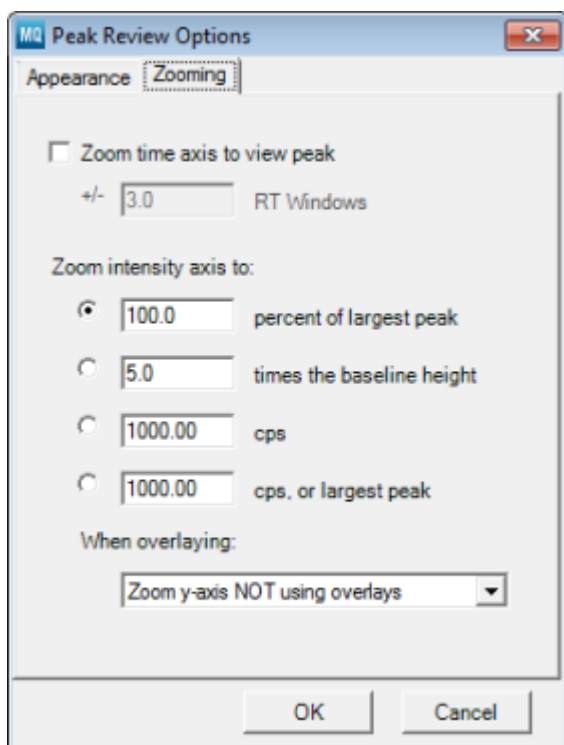 MQ Peak Review Options
Appearance Zooming
Zoom time axis to view peak
+/- 3.0 RT Windows
Zoom intensity axis to:
100.0 percent of largest peak
5.0 times the baseline height
1000.00 cps
1000.00 cps, or largest peak
When overlaying:
Zoom y-axis NOT using overlays
OK Cancel